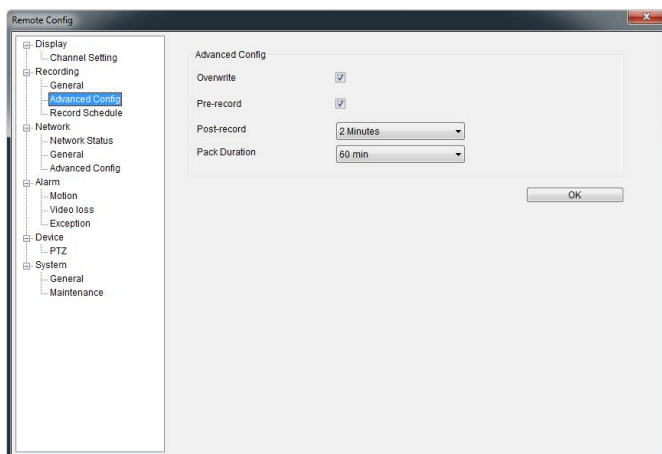 Remote Config
Display
Channel Setting
Recording
General
Advanced Config
Record Schedule
Network
Network Status
General
Advanced Config
Alarm
Motion
Video loss
Exception
Device
PTZ
System
General
Maintenance
Advanced Config
Overwrite
Pre-record
Post-record 2 Minutes
Pack Duration 60 min
OK